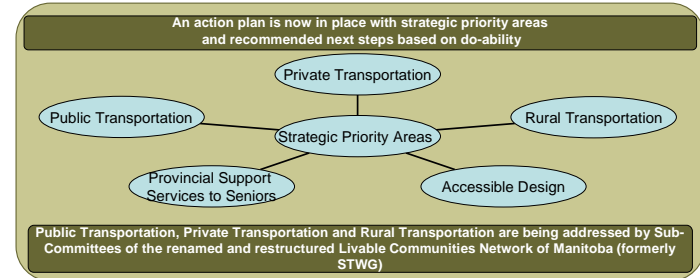 An action plan is now in place with strategic priority areas
and recommended next steps based on do-ability
Private Transportation
Public Transportation
Rural Transportation
Strategic Priority Areas
Provincial Support
Services to Seniors
Accessible Design
Public Transportation, Private Transportation and Rural Transportation are being addressed by Sub-
Committees of the renamed and restructured Livable Communities Network of Manitoba (formerly
STWG)